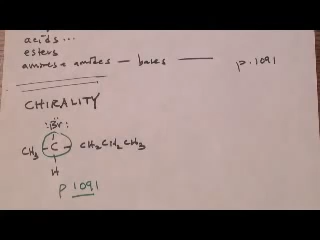 acids...
esters
amines + amides — bases —— p.1091
CHIRALITY
:Br:
CH3 - C - CH2CH2CH3
H
p 1091